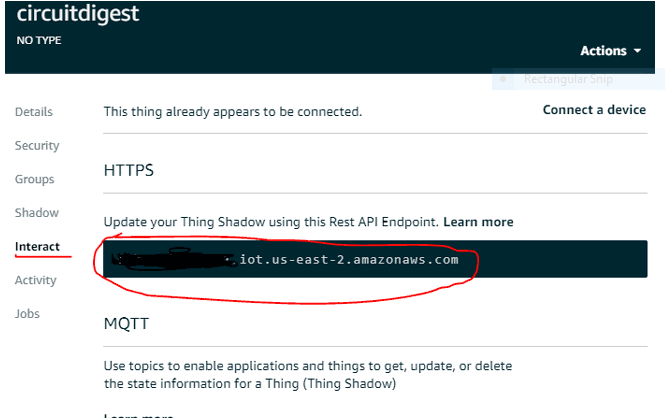 circuitdigest
NO TYPE
Actions
Rectangular Snip
Details
This thing already appears to be connected.
Connect a device
Security
HTTPS
Groups
Shadow
Update your Thing Shadow using this Rest API Endpoint. Learn more
Interact
.iot.us-east-2.amazonaws.com
Activity
Jobs
MQTT
Use topics to enable applications and things to get, update, or delete
the state information for a Thing (Thing Shadow)
Learn more